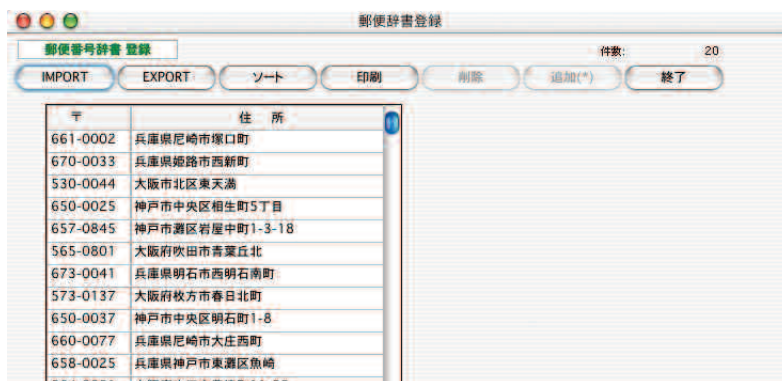 郵便辞書登録
郵便番号辞書 登録
件数: 20
IMPORT EXPORT ソート 印刷 削除 追加(*) 終了
〒 住 所
661-0002 兵庫県尼崎市塚口町
670-0033 兵庫県姫路市西新町
530-0044 大阪市北区東天満
650-0025 神戸市中央区相生町5丁目
657-0845 神戸市灘区岩屋中町1-3-18
565-0801 大阪府吹田市青葉丘北
673-0041 兵庫県明石市西明石南町
573-0137 大阪府枚方市春日北町
650-0037 神戸市中央区明石町1-8
660-0077 兵庫県尼崎市大庄西町
658-0025 兵庫県神戸市東灘区魚崎